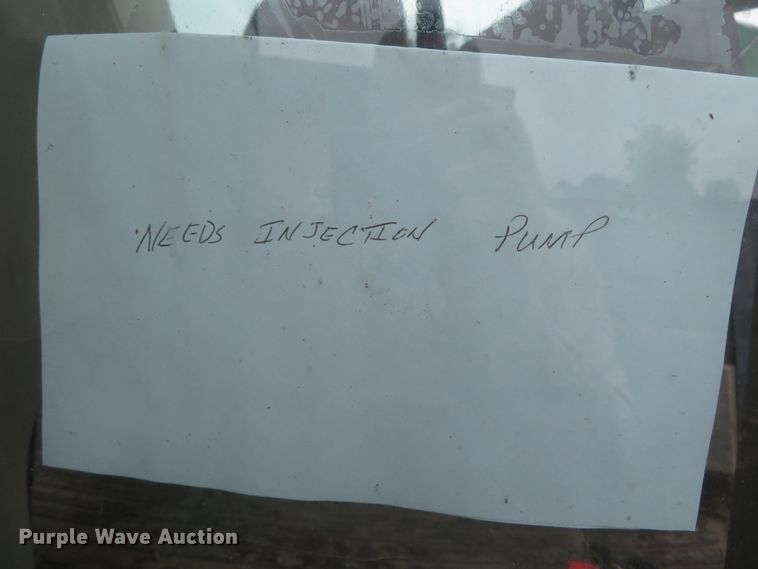 NEEDS INJECTION PUMP
Purple Wave Auction